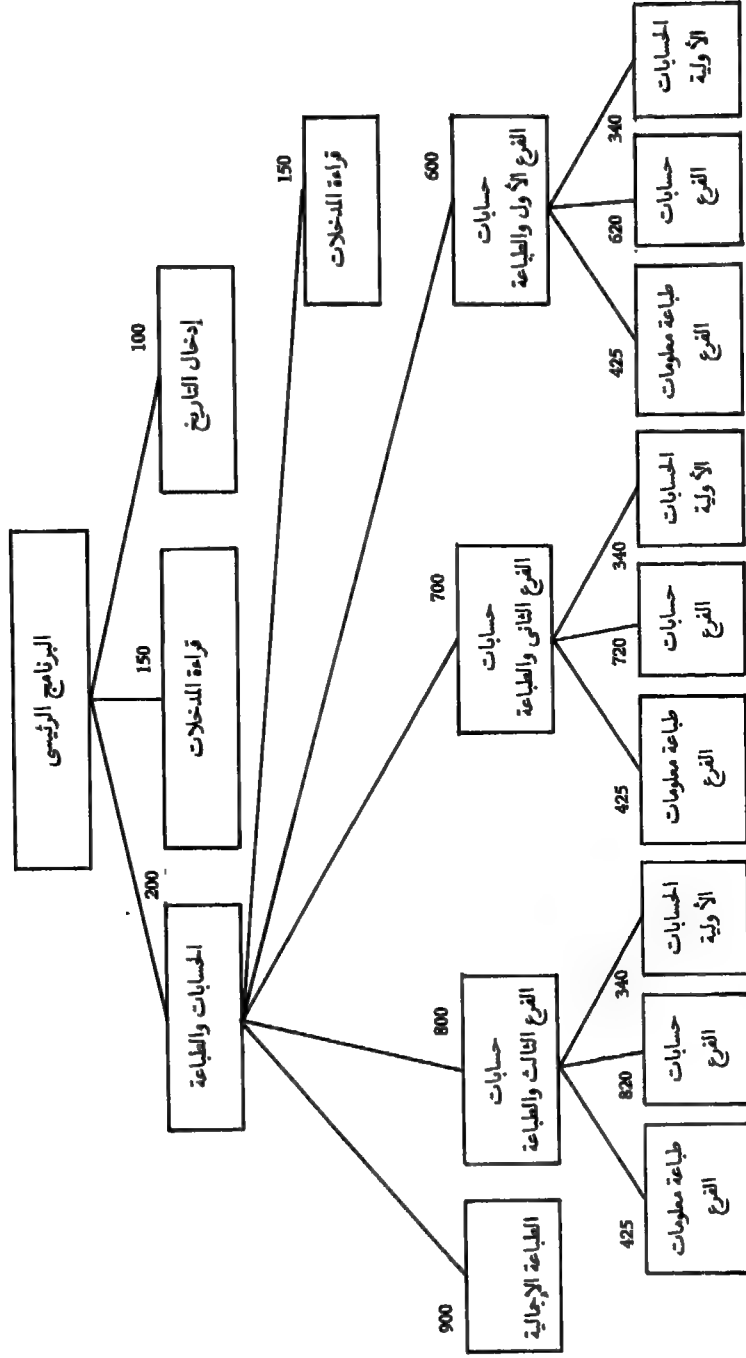 البرنامج الرئيسى
100
إدخال التاريخ
150
قراءة المدخلات
200
الحسابات والطباعة
150
قراءة المدخلات
600
حسابات
الفرع الأول والطباعة
700
حسابات
الفرع الثانى والطباعة
800
حسابات
الفرع الثالث والطباعة
900
الطباعة الإجمالية
340
الحسابات
الأولية
620
حسابات
الفرع
425
طباعة معلومات
الفرع
340
الحسابات
الأولية
720
حسابات
الفرع
425
طباعة معلومات
الفرع
340
الحسابات
الأولية
820
حسابات
الفرع
425
طباعة معلومات
الفرع